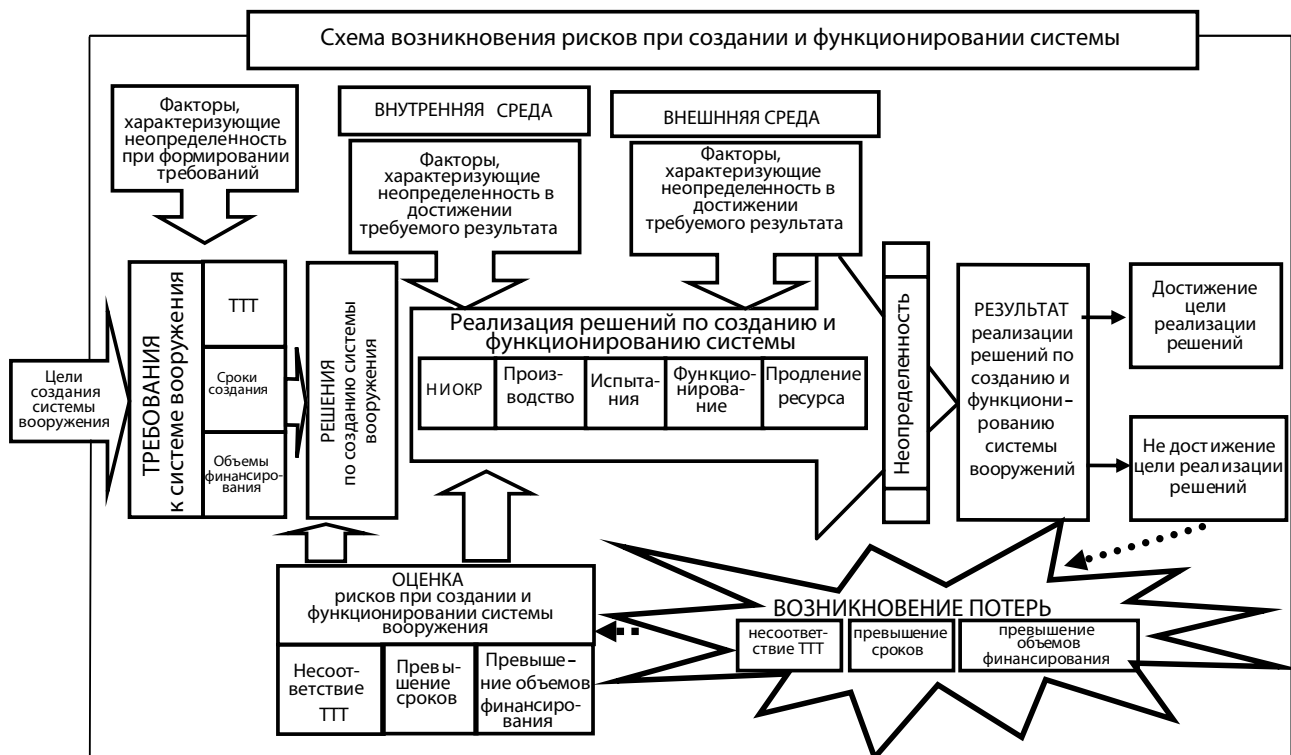 Схема возникновения рисков при создании и функционировании системы
Факторы,
характеризующие
неопределенность
при формировании
требований
ВНУТРЕННЯЯ СРЕДА
Факторы,
характеризующие
неопределенность в
достижении
требуемого результата
ВНЕШННЯЯ СРЕДА
Факторы,
характеризующие
неопределенность в
достижении
требуемого результата
Цели
создания
системы
вооружения
ТРЕБОВАНИЯ
к системе вооружения
ТТТ
Сроки
создания
Объемы
финансиро-
вания
РЕШЕНИЯ
по созданию системы
вооружения
Реализация решений по созданию и
функционированию системы
НИОКР
Произ-
водство
Испыта-
ния
Функцио-
нирова-
ние
Продление
ресурса
Неопределенность
РЕЗУЛЬТАТ
реализации
решений по
созданию и
функциони-
рованию
системы
вооружений
Достижение
цели
реализации
решений
Не достижение
цели реализации
решений
ОЦЕНКА
рисков при создании и
функционировании системы
вооружения
Несоот-
ветствие
ТТТ
Превы-
шение
сроков
Превыше-
ние объемов
финансиро-
вания
ВОЗНИКНОВЕНИЕ ПОТЕРЬ
несоответ-
ствие ТТТ
превышение
сроков
превышение
объемов
финансирования